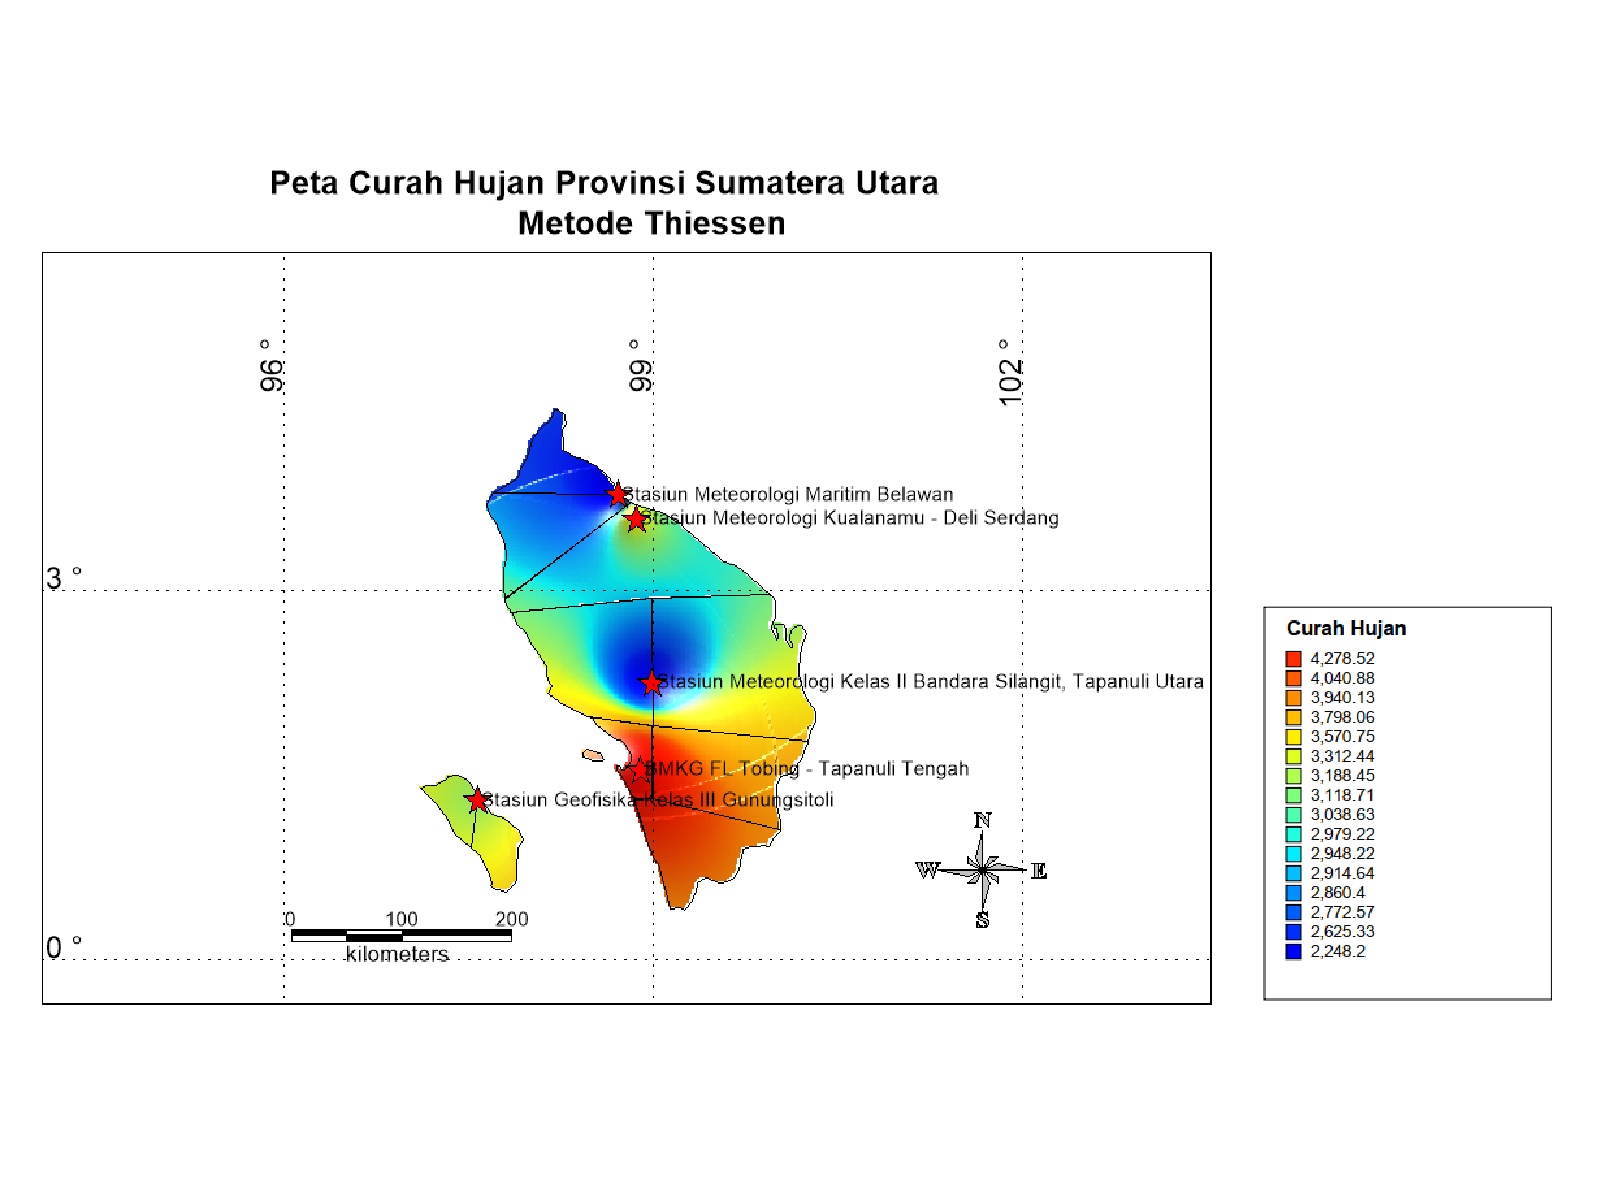 Peta Curah Hujan Provinsi Sumatera Utara
Metode Thiessen
96 °
99 °
102 °
Stasiun Meteorologi Maritim Belawan
Stasiun Meteorologi Kualanamu - Deli Serdang
3 °
Stasiun Meteorologi Kelas II Bandara Silangit, Tapanuli Utara
BMKG FL Tobing - Tapanuli Tengah
Stasiun Geofisika Kelas III Gunungsitoli
N
W E
S
0 100 200
kilometers
0 °
Curah Hujan
4,278.52
4,040.88
3,940.13
3,798.06
3,570.75
3,312.44
3,188.45
3,118.71
3,038.63
2,979.22
2,948.22
2,914.64
2,860.4
2,772.57
2,625.33
2,248.2